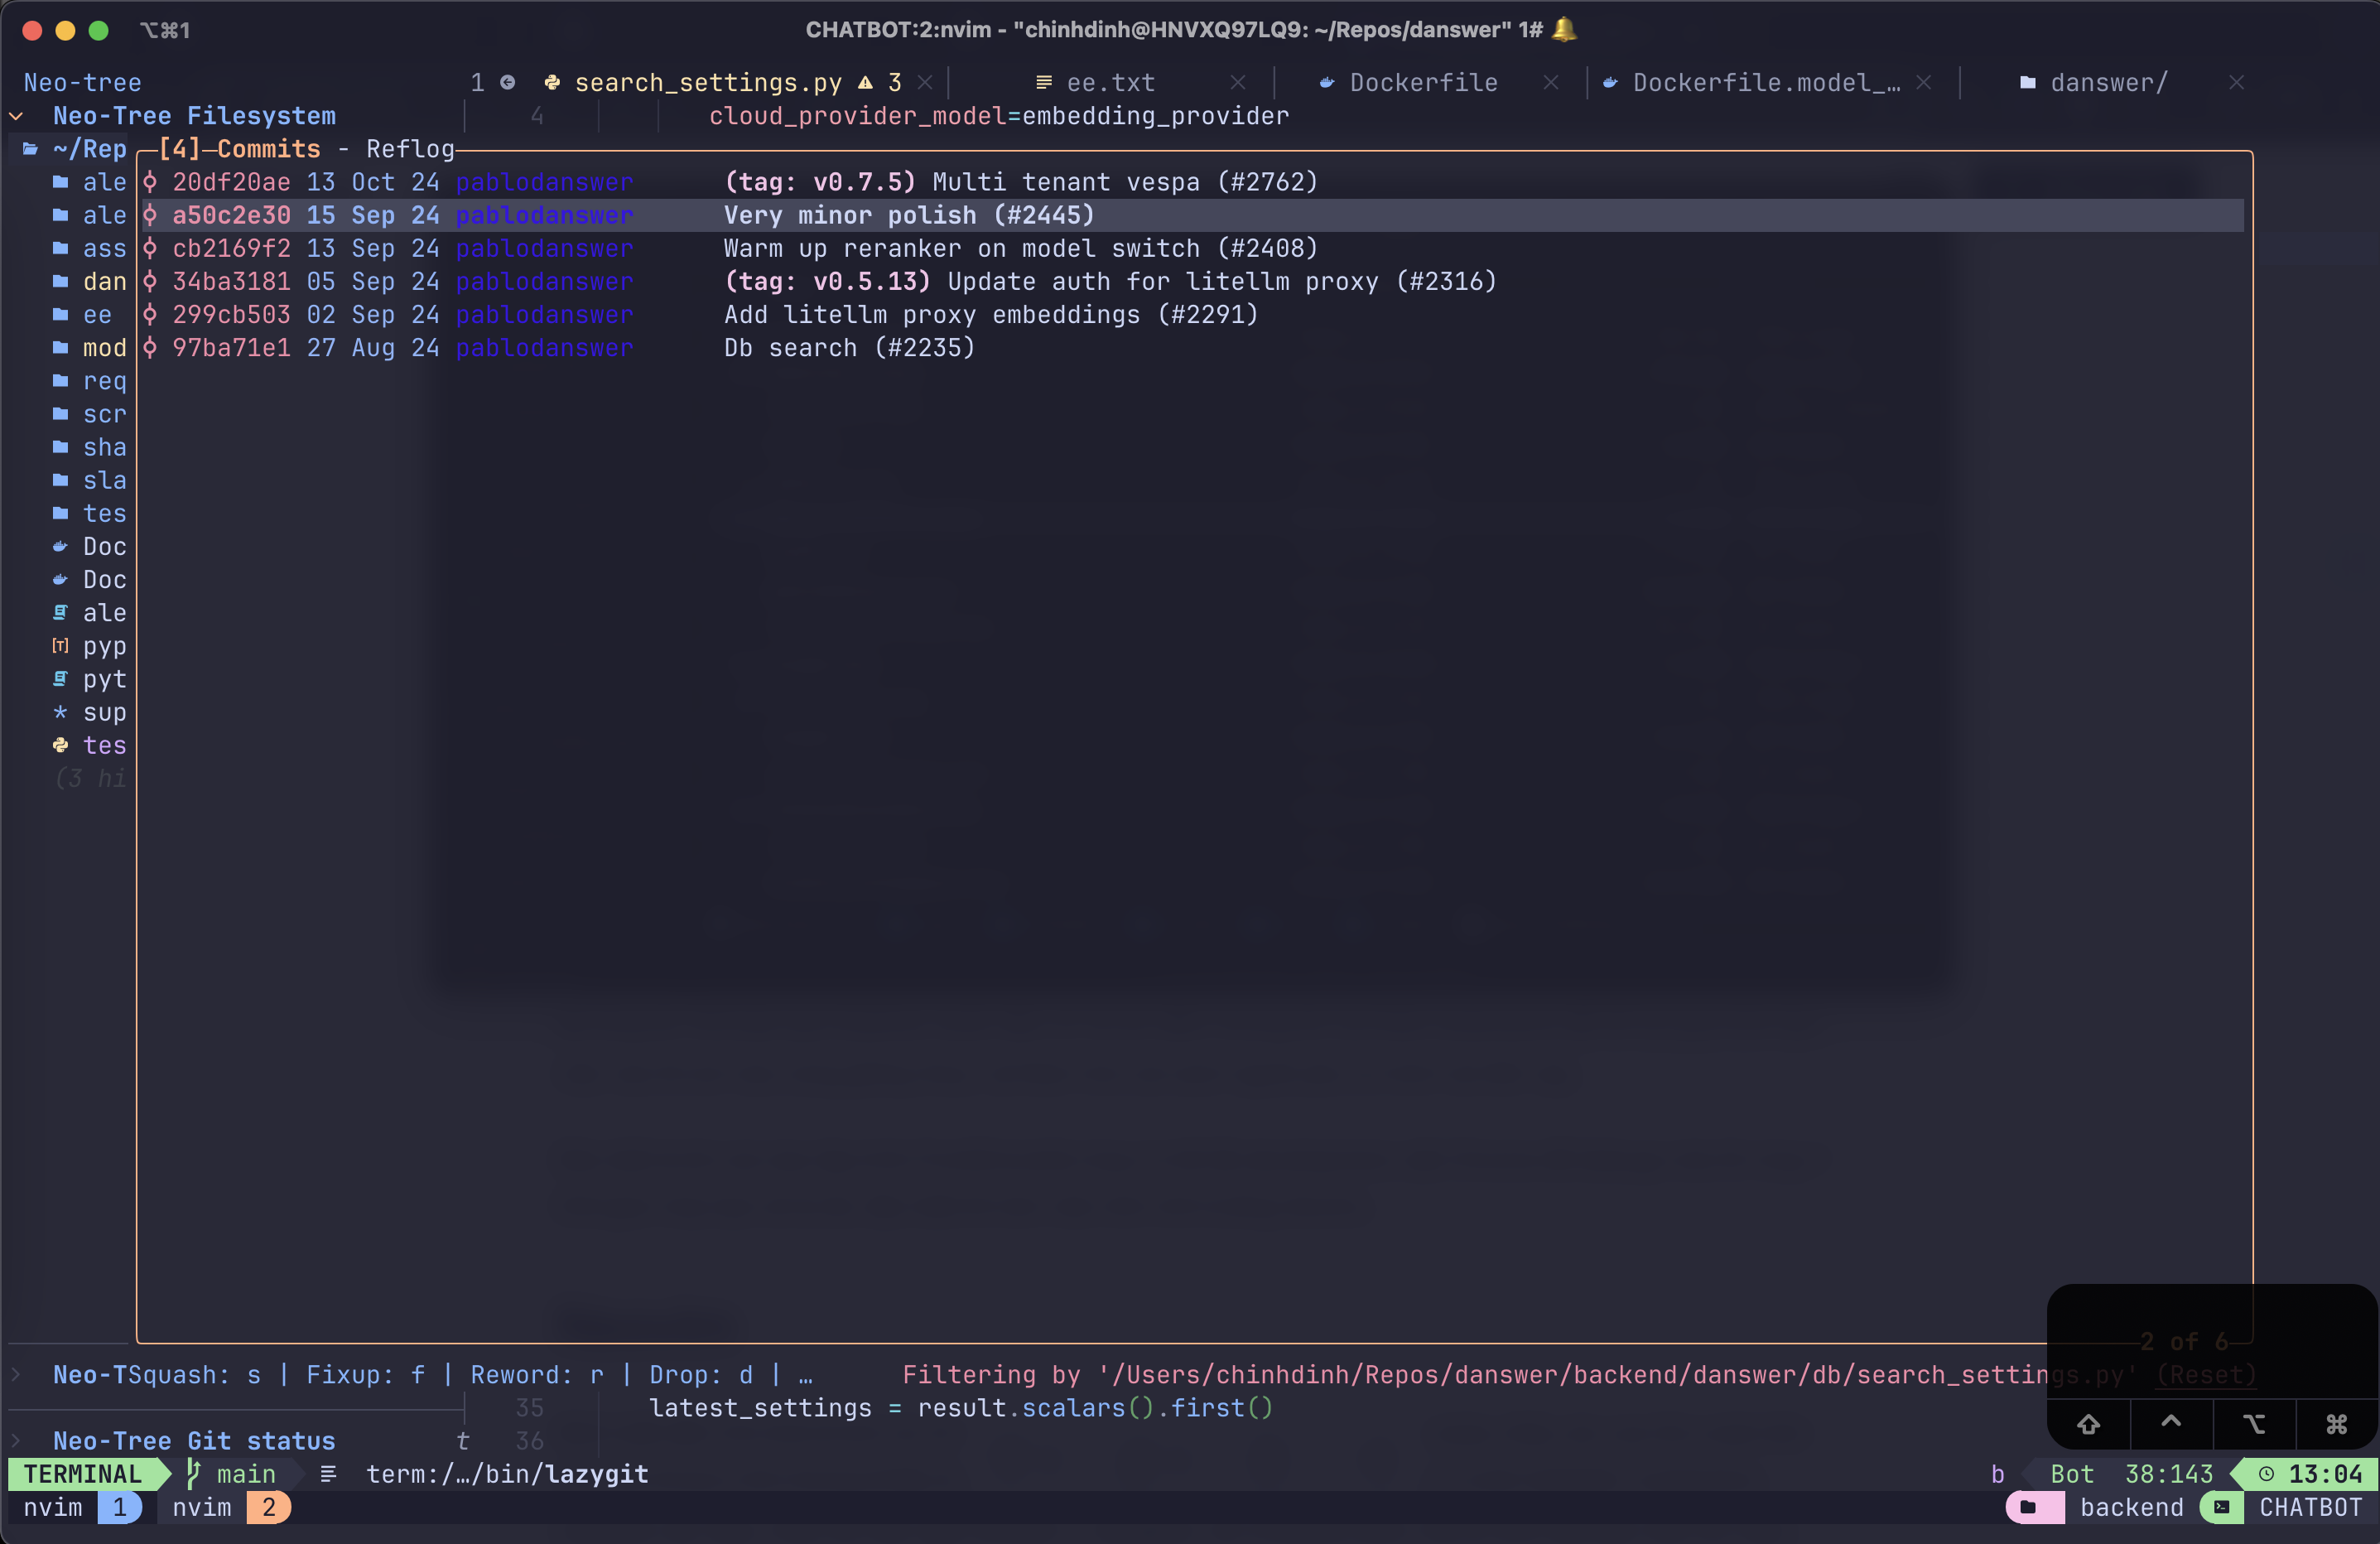 ⌥⌘1 CHATBOT:2:nvim - "chinhdinh@HNVXQ97LQ9: ~/Repos/danswer" 1# 🔔
Neo-tree 1 search_settings.py 3 ee.txt Dockerfile Dockerfile.model_… danswer/
Neo-Tree Filesystem 4 cloud_provider_model=embedding_provider
~/Rep [4]-Commits - Reflog
ale 20df20ae 13 Oct 24 pablodanswer (tag: v0.7.5) Multi tenant vespa (#2762)
ale a50c2e30 15 Sep 24 pablodanswer Very minor polish (#2445)
ass cb2169f2 13 Sep 24 pablodanswer Warm up reranker on model switch (#2408)
dan 34ba3181 05 Sep 24 pablodanswer (tag: v0.5.13) Update auth for litellm proxy (#2316)
ee 299cb503 02 Sep 24 pablodanswer Add litellm proxy embeddings (#2291)
mod 97ba71e1 27 Aug 24 pablodanswer Db search (#2235)
req
scr
sha
sla
tes
Doc
Doc
ale
[T] pyp
pyt
* sup
tes
(3 hi
2 of 6
Neo-TSquash: s | Fixup: f | Reword: r | Drop: d | … Filtering by '/Users/chinhdinh/Repos/danswer/backend/danswer/db/search_settings.py' (Reset)
35 latest_settings = result.scalars().first()
Neo-Tree Git status t 36
⇧ ^ ⌥ ⌘
TERMINAL main term:/…/bin/lazygit b Bot 38:143 13:04
nvim 1 nvim 2 backend CHATBOT